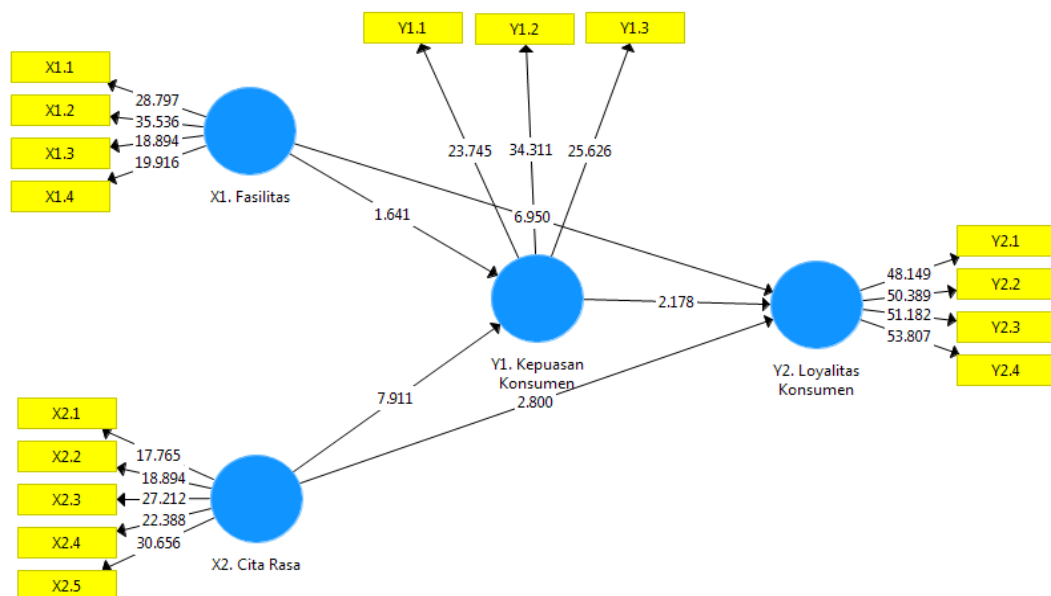 Y1.1
Y1.2
Y1.3
X1.1
X1.2
X1.3
X1.4
28.797
35.536
18.894
19.916
X1. Fasilitas
23.745
34.311
25.626
1.641
6.950
Y1. Kepuasan
Konsumen
2.178
Y2. Loyalitas
Konsumen
48.149
50.389
51.182
53.807
Y2.1
Y2.2
Y2.3
Y2.4
7.911
2.800
X2.1
X2.2
X2.3
X2.4
X2.5
17.765
18.894
27.212
22.388
30.656
X2. Cita Rasa